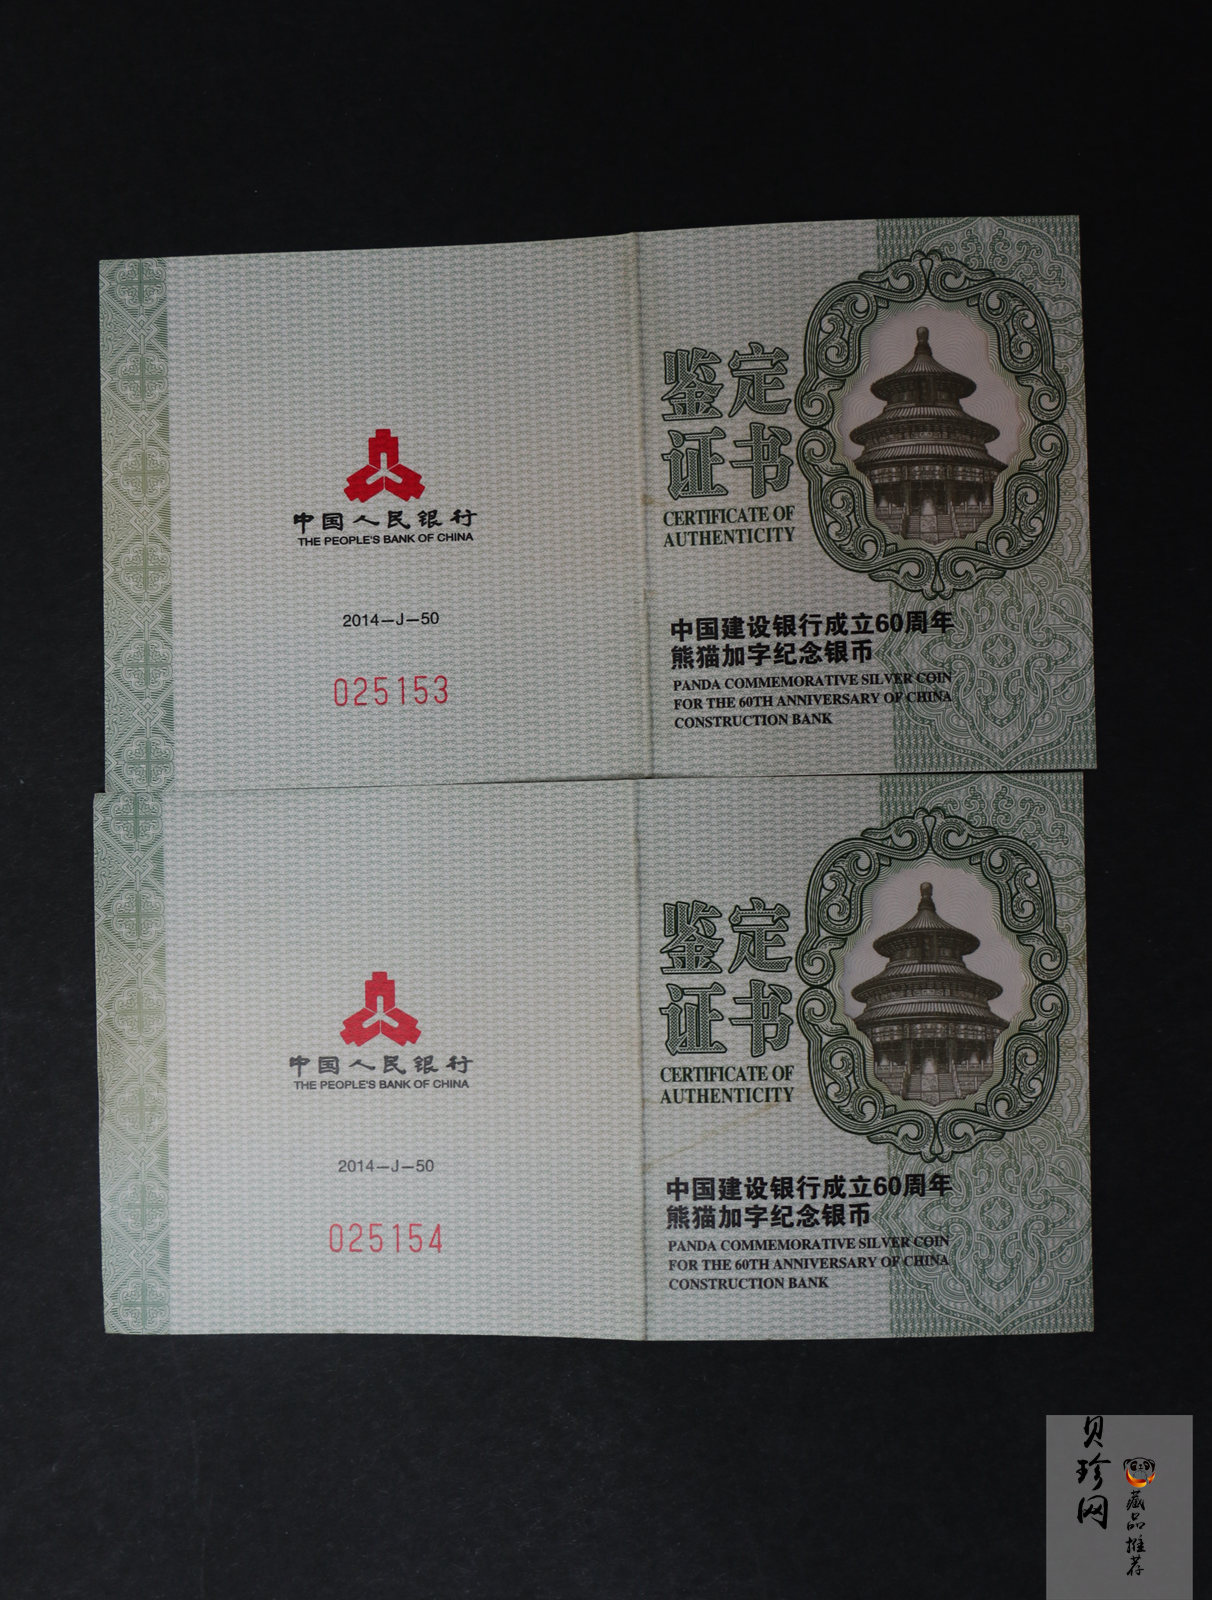 中国人民银行
THE PEOPLE'S BANK OF CHINA
2014—J—50
025153
鉴定
证书
CERTIFICATE OF
AUTHENTICITY
中国建设银行成立60周年
熊猫加字纪念银币
PANDA COMMEMORATIVE SILVER COIN
FOR THE 60TH ANNIVERSARY OF CHINA
CONSTRUCTION BANK
中国人民银行
THE PEOPLE'S BANK OF CHINA
2014—J—50
025154
鉴定
证书
CERTIFICATE OF
AUTHENTICITY
中国建设银行成立60周年
熊猫加字纪念银币
PANDA COMMEMORATIVE SILVER COIN
FOR THE 60TH ANNIVERSARY OF CHINA
CONSTRUCTION BANK
贝珍网
藏品推荐